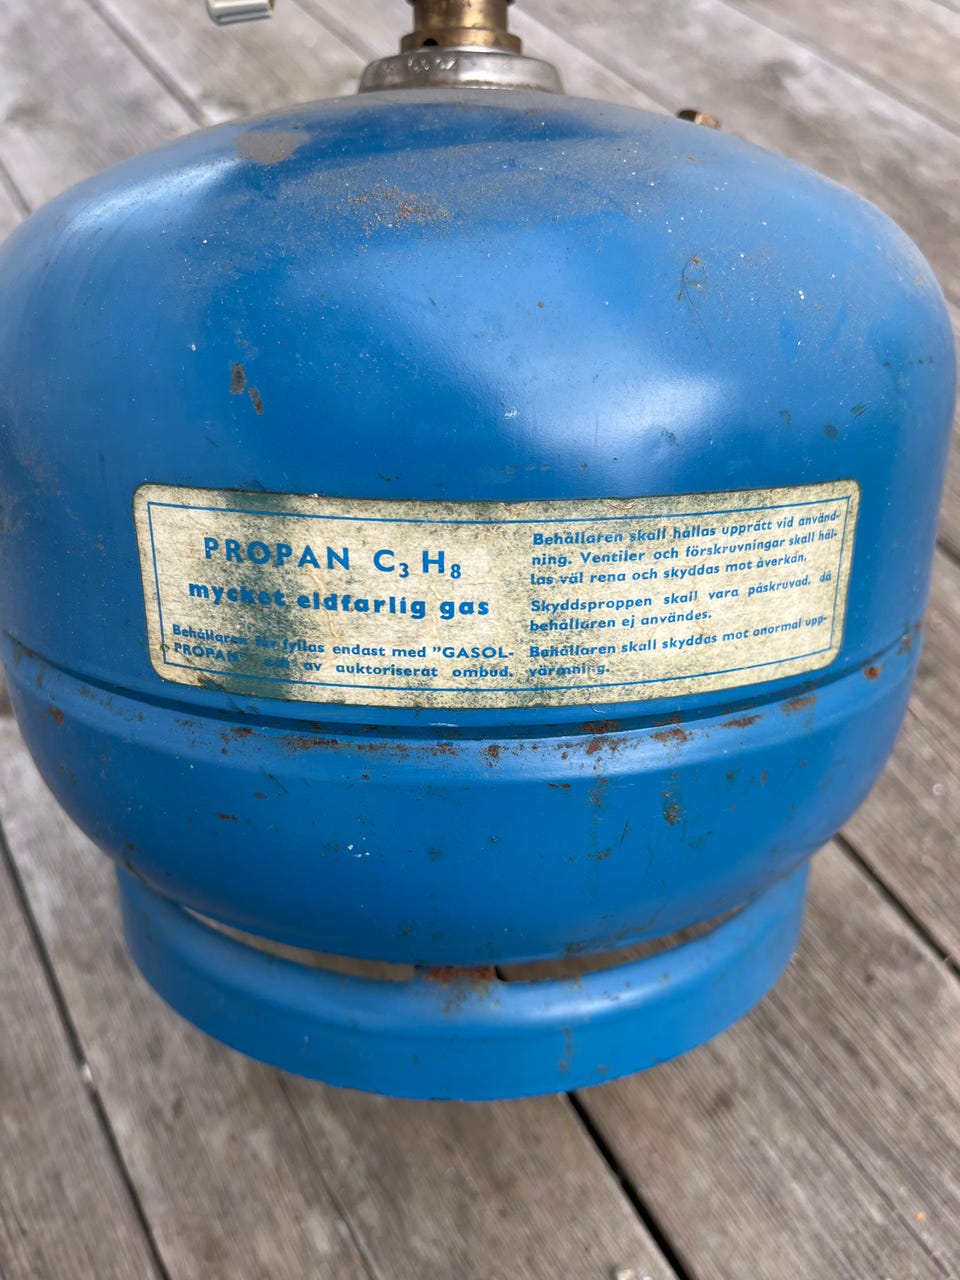 PROPAN C3 H8
mycket eldfarlig gas
Behållaren får fyllas endast med "GASOL-
PROPAN" av auktoriserat ombud.
Behållaren skall hållas upprätt vid använd-
ning. Ventiler och förskruvningar skall hål-
las väl rena och skyddas mot åverkan.
Skyddsproppen skall vara påskruvad, då
behållaren ej användes.
Behållaren skall skyddas mot onormal upp-
värmning.